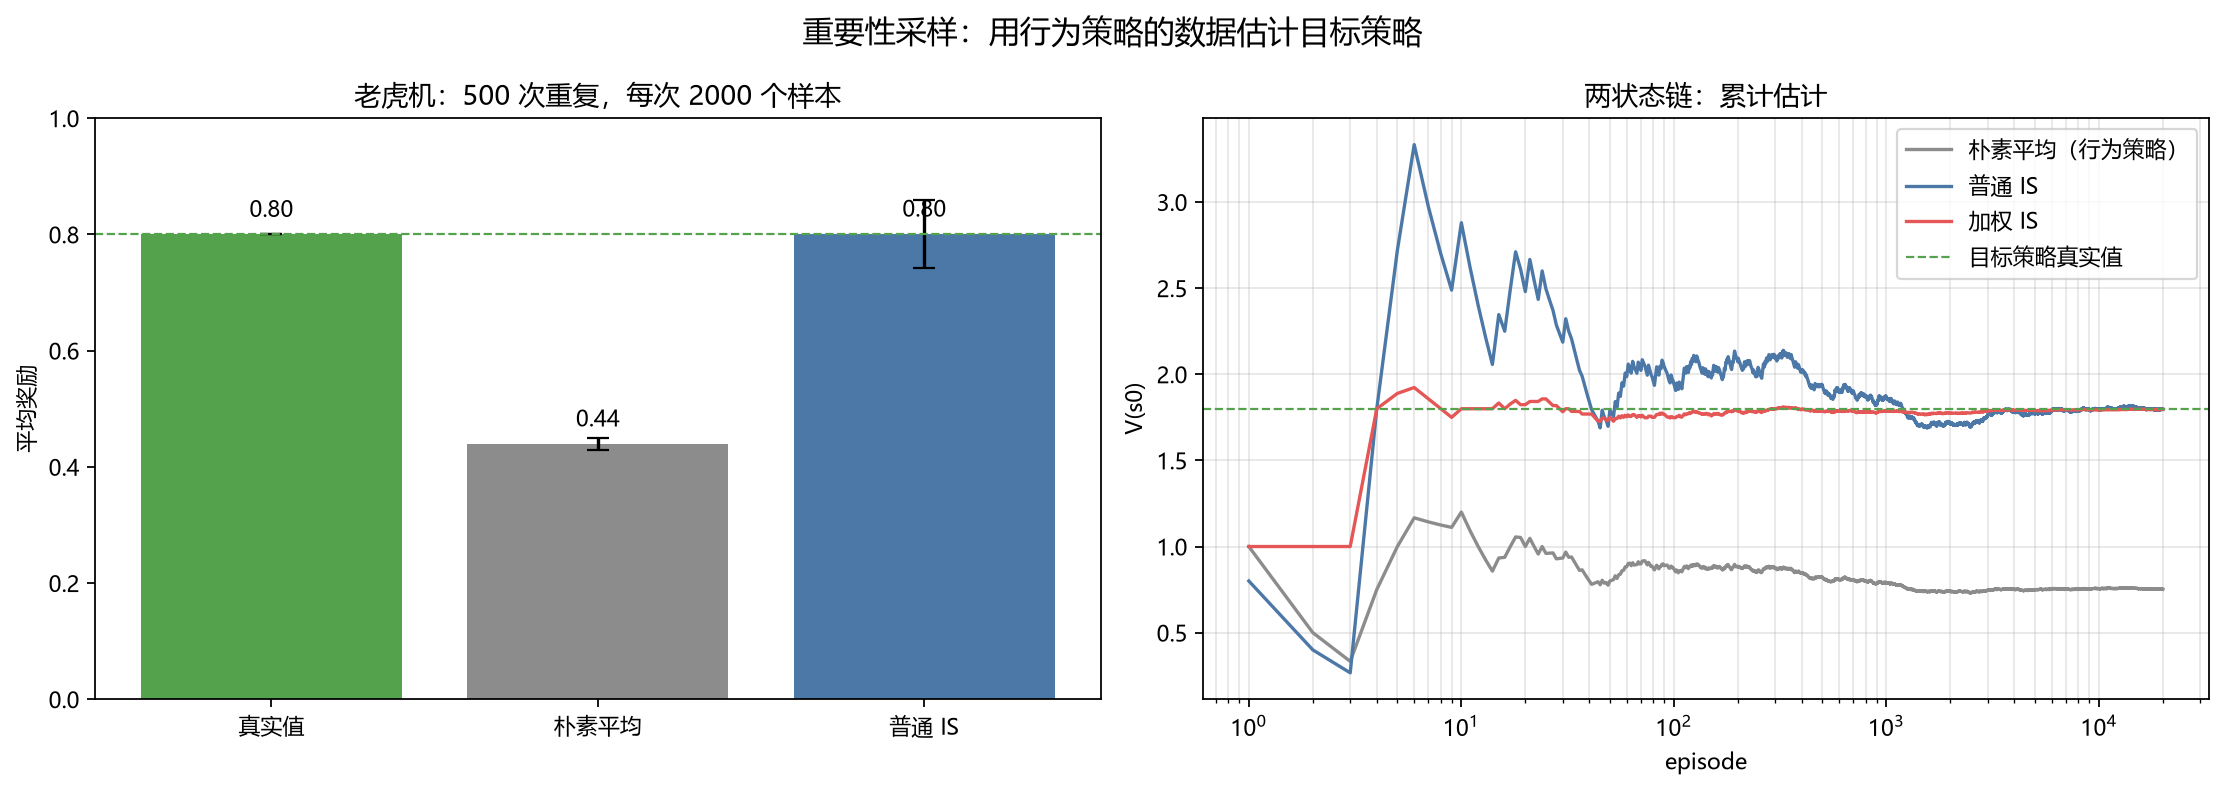 重要性采样：用行为策略的数据估计目标策略
老虎机：500 次重复，每次 2000 个样本
平均奖励
1.0
0.8
0.6
0.4
0.2
0.0
0.80
0.44
0.80
真实值
朴素平均
普通 IS
两状态链：累计估计
V(s0)
3.0
2.5
2.0
1.5
1.0
0.5
朴素平均（行为策略）
普通 IS
加权 IS
目标策略真实值
10⁰
10¹
10²
10³
10⁴
episode